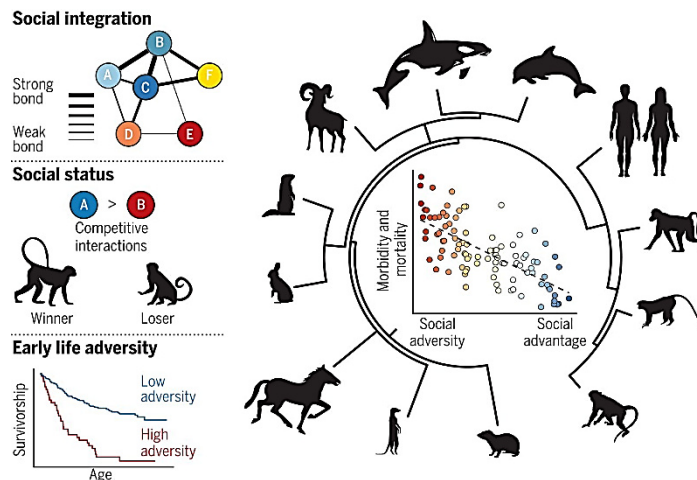 Social integration
B
A
F
C
Strong
bond
Weak
bond
D
E
Social status
A > B
Competitive
interactions
Winner
Loser
Early life adversity
Survivorship
Low
adversity
High
adversity
Age
Morbidity and
mortality
Social
adversity
Social
advantage